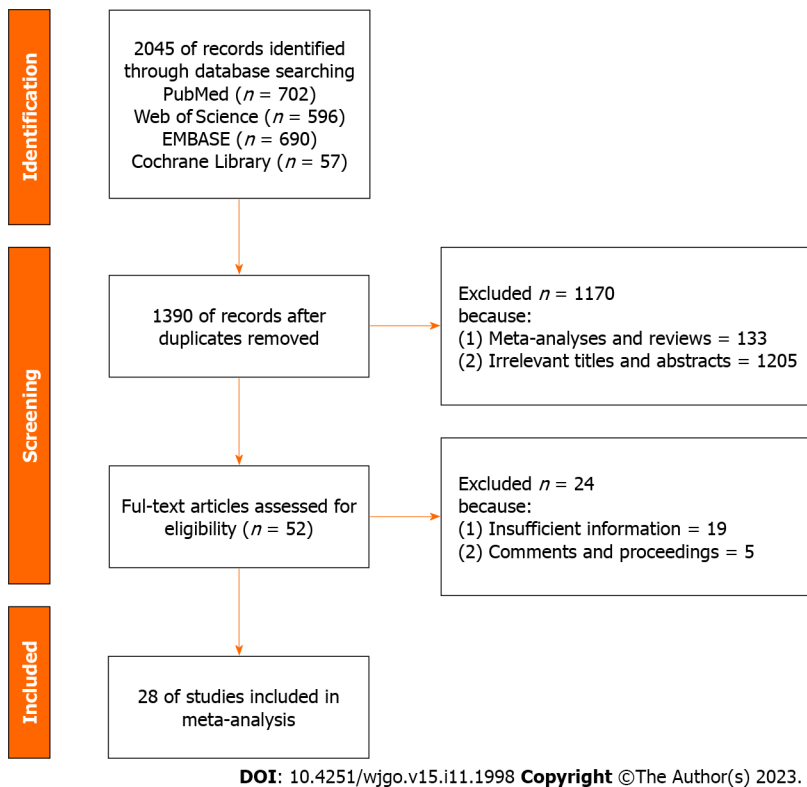 Identification
2045 of records identified
through database searching
PubMed (n = 702)
Web of Science (n = 596)
EMBASE (n = 690)
Cochrane Library (n = 57)
Screening
1390 of records after
duplicates removed
Excluded n = 1170
because:
(1) Meta-analyses and reviews = 133
(2) Irrelevant titles and abstracts = 1205
Ful-text articles assessed for
eligibility (n = 52)
Excluded n = 24
because:
(1) Insufficient information = 19
(2) Comments and proceedings = 5
Included
28 of studies included in
meta-analysis
DOI: 10.4251/wjgo.v15.i11.1998 Copyright ©The Author(s) 2023.